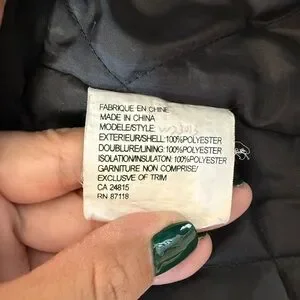 FABRIQUE EN CHINE
MADE IN CHINA
MODELE/STYLE:
EXTERIEUR/SHELL:100%POLYESTER
DOUBLURE/LINING:100%POLYESTER
ISOLATION/INSULATON:100%POLYESTER
GARNITURE NON COMPRISE/
EXCLUSVE OF TRIM
CA 24815
RN 87118